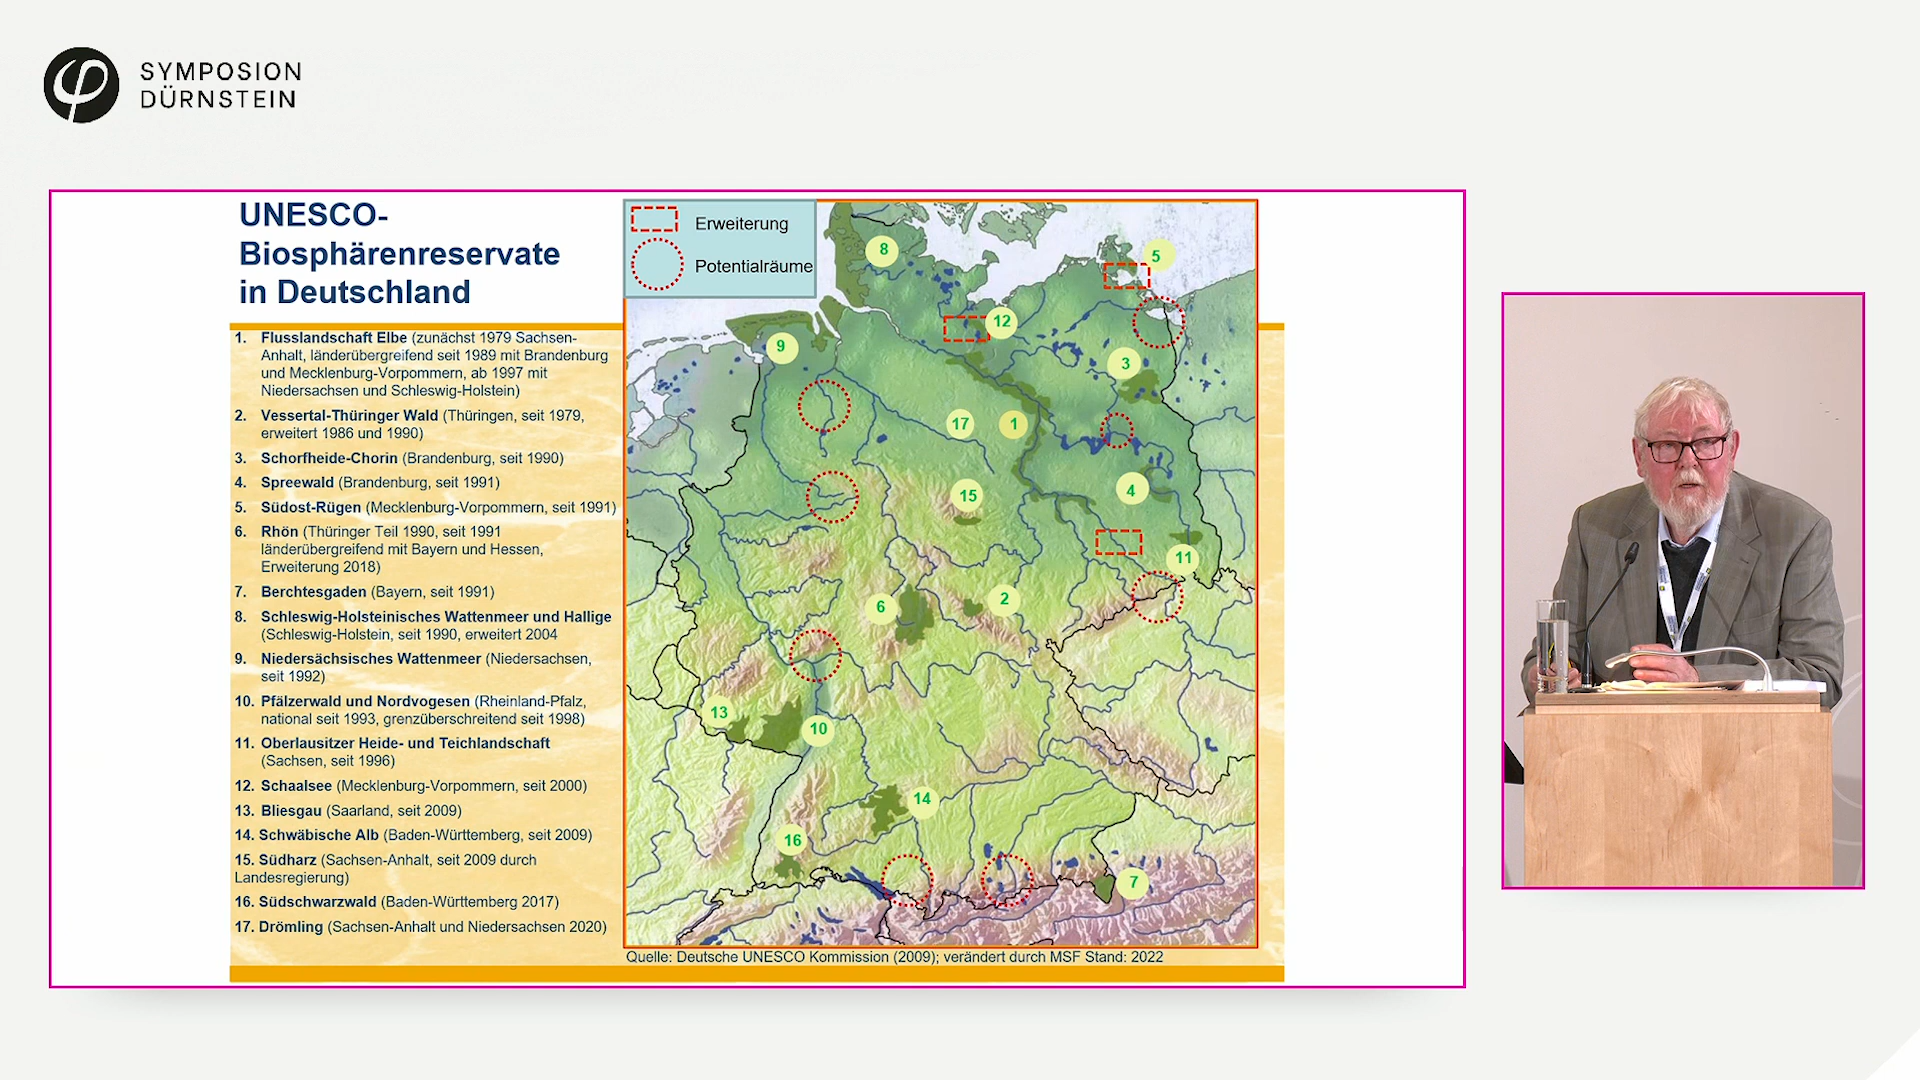 SYMPOSION
DÜRNSTEIN
UNESCO-
Biosphärenreservate
in Deutschland
1. Flusslandschaft Elbe (zunächst 1979 Sachsen-
Anhalt, länderübergreifend seit 1989 mit Brandenburg
und Mecklenburg-Vorpommern, ab 1997 mit
Niedersachsen und Schleswig-Holstein)
2. Vessertal-Thüringer Wald (Thüringen, seit 1979,
erweitert 1986 und 1990)
3. Schorfheide-Chorin (Brandenburg, seit 1990)
4. Spreewald (Brandenburg, seit 1991)
5. Südost-Rügen (Mecklenburg-Vorpommern, seit 1991)
6. Rhön (Thüringer Teil 1990, seit 1991
länderübergreifend mit Bayern und Hessen,
Erweiterung 2018)
7. Berchtesgaden (Bayern, seit 1991)
8. Schleswig-Holsteinisches Wattenmeer und Hallige
(Schleswig-Holstein, seit 1990, erweitert 2004
9. Niedersächsisches Wattenmeer (Niedersachsen,
seit 1992)
10. Pfälzerwald und Nordvogesen (Rheinland-Pfalz,
national seit 1993, grenzüberschreitend seit 1998)
11. Oberlausitzer Heide- und Teichlandschaft
(Sachsen, seit 1996)
12. Schaalsee (Mecklenburg-Vorpommern, seit 2000)
13. Bliesgau (Saarland, seit 2009)
14. Schwäbische Alb (Baden-Württemberg, seit 2009)
15. Südharz (Sachsen-Anhalt, seit 2009 durch
Landesregierung)
16. Südschwarzwald (Baden-Württemberg 2017)
17. Drömling (Sachsen-Anhalt und Niedersachsen 2020)
Erweiterung
Potentialräume
8
5
12
9
3
17
1
15
4
11
6
2
13
10
14
16
7
Quelle: Deutsche UNESCO Kommission (2009); verändert durch MSF Stand: 2022